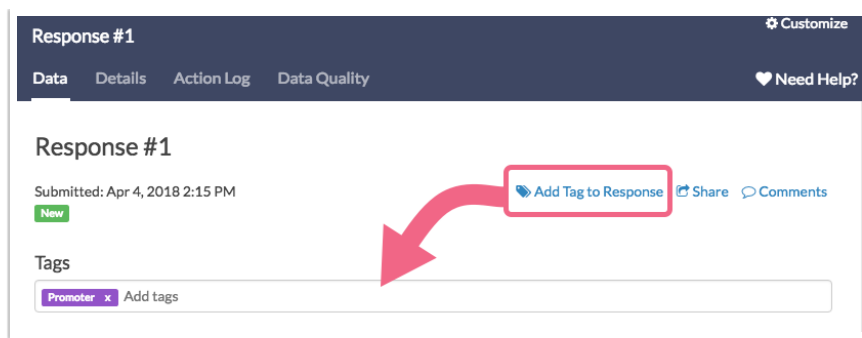 Customize
Response #1
Data Details Action Log Data Quality Need Help?
Response #1
Submitted: Apr 4, 2018 2:15 PM Add Tag to Response Share Comments
New
Tags
Promoter x Add tags